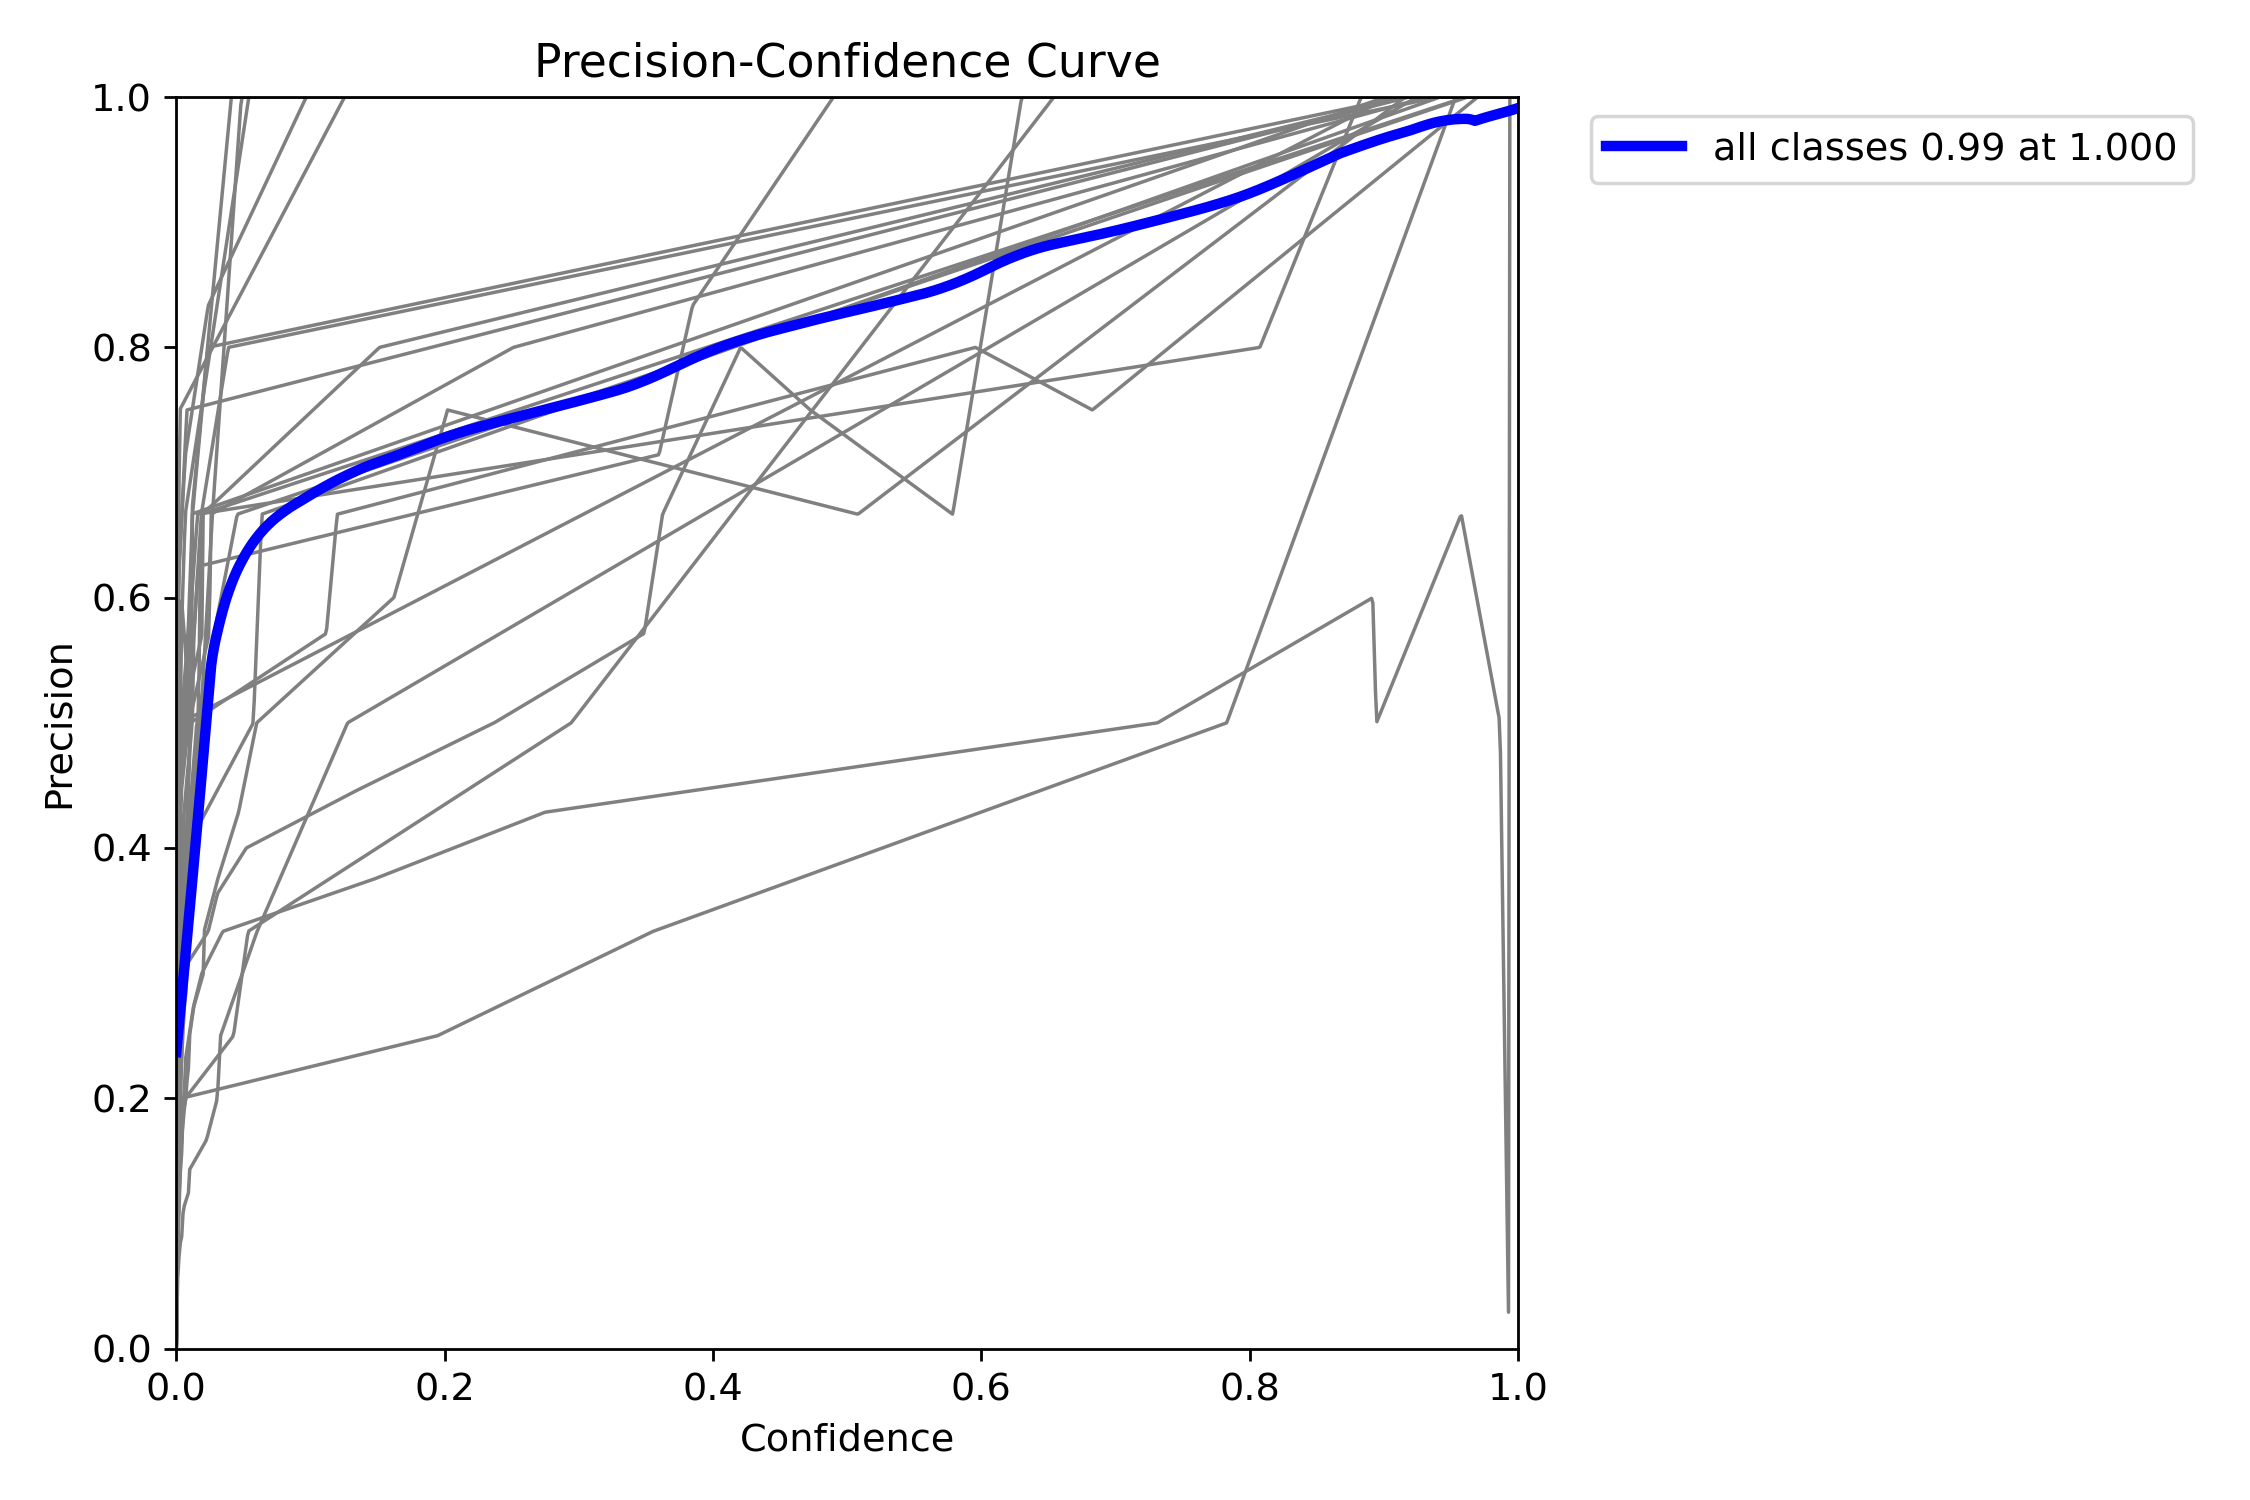 Precision-Confidence Curve
all classes 0.99 at 1.000
1.0
0.8
0.6
0.4
0.2
0.0
Precision
0.0 0.2 0.4 0.6 0.8 1.0
Confidence